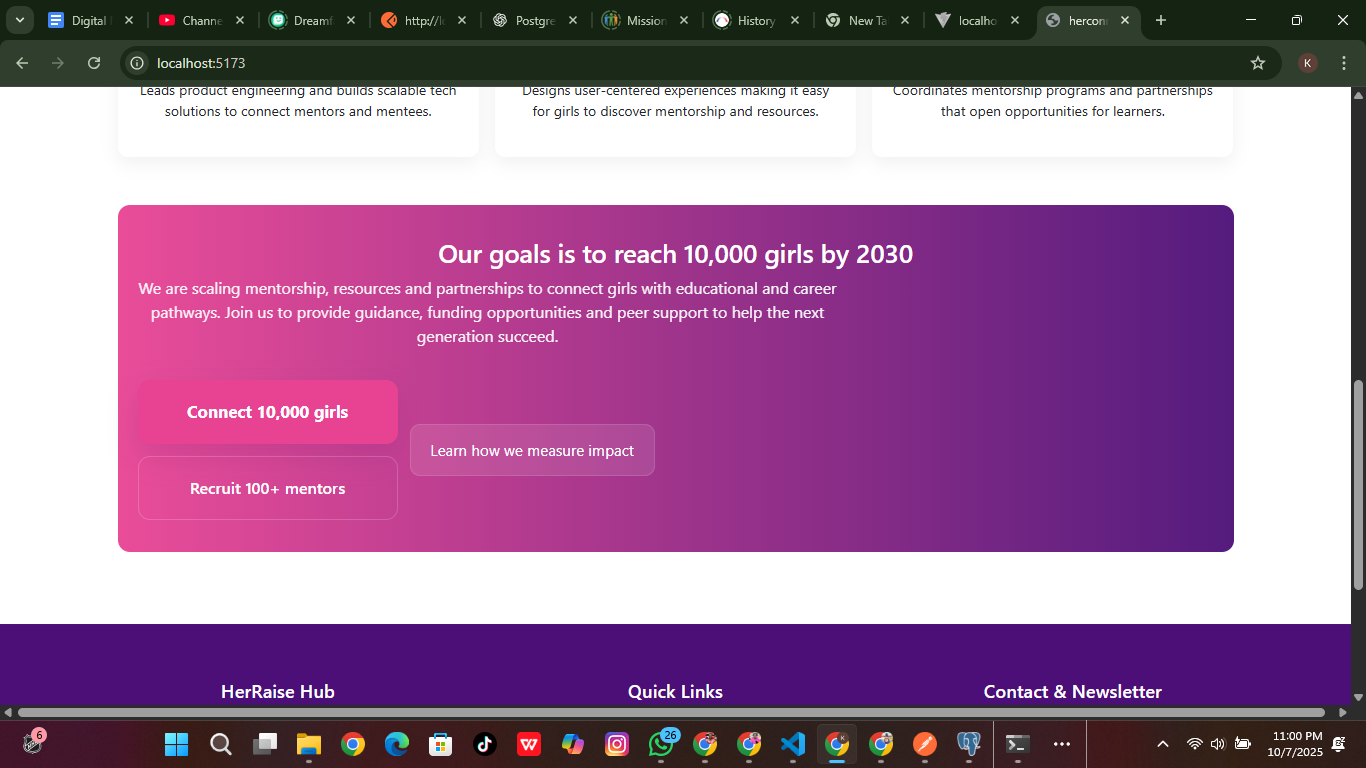 Digital
Channe
Dreamf
http://l
Postgre
Mission
History
New Ta
localho
hercon
localhost:5173
K
Leads product engineering and builds scalable tech
solutions to connect mentors and mentees.
Designs user-centered experiences making it easy
for girls to discover mentorship and resources.
Coordinates mentorship programs and partnerships
that open opportunities for learners.
Our goals is to reach 10,000 girls by 2030
We are scaling mentorship, resources and partnerships to connect girls with educational and career
pathways. Join us to provide guidance, funding opportunities and peer support to help the next
generation succeed.
Connect 10,000 girls
Learn how we measure impact
Recruit 100+ mentors
HerRaise Hub
Quick Links
Contact & Newsletter
6
26
11:00 PM
10/7/2025